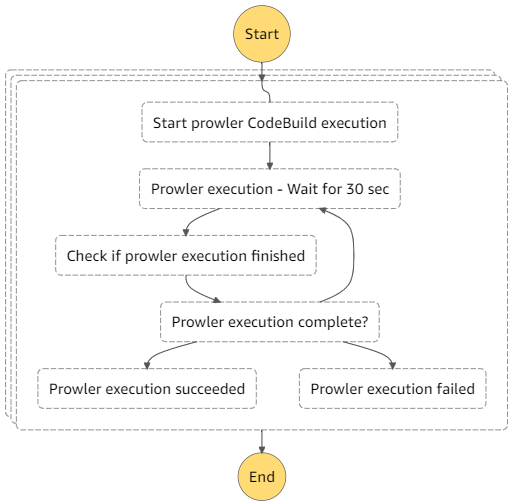 Start
Start prowler CodeBuild execution
Prowler execution - Wait for 30 sec
Check if prowler execution finished
Prowler execution complete?
Prowler execution succeeded
Prowler execution failed
End